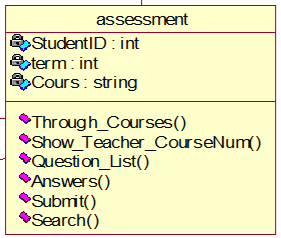 assessment
StudentID : int
term : int
Cours : string
Through_Courses()
Show_Teacher_CourseNum()
Question_List()
Answers()
Submit()
Search()